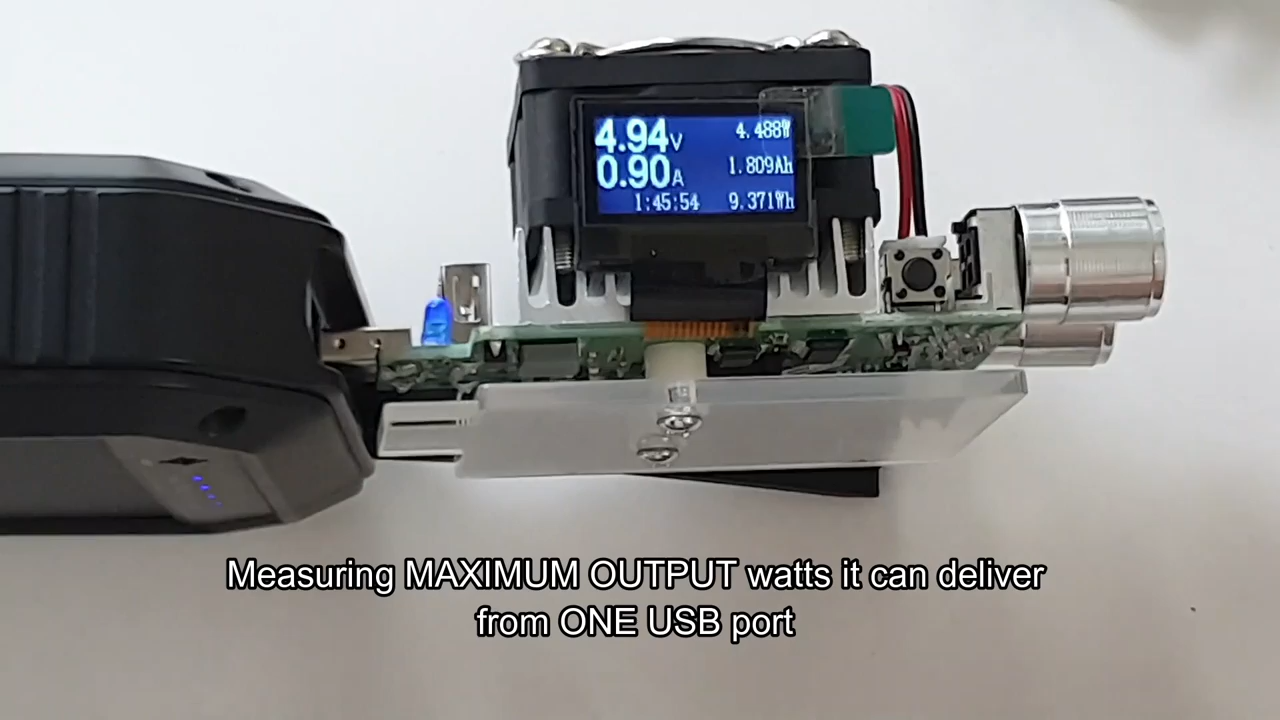 4.94V 4.488W
0.90A 1.809Ah
1:45:54 9.371Wh
Measuring MAXIMUM OUTPUT watts it can deliver
from ONE USB port